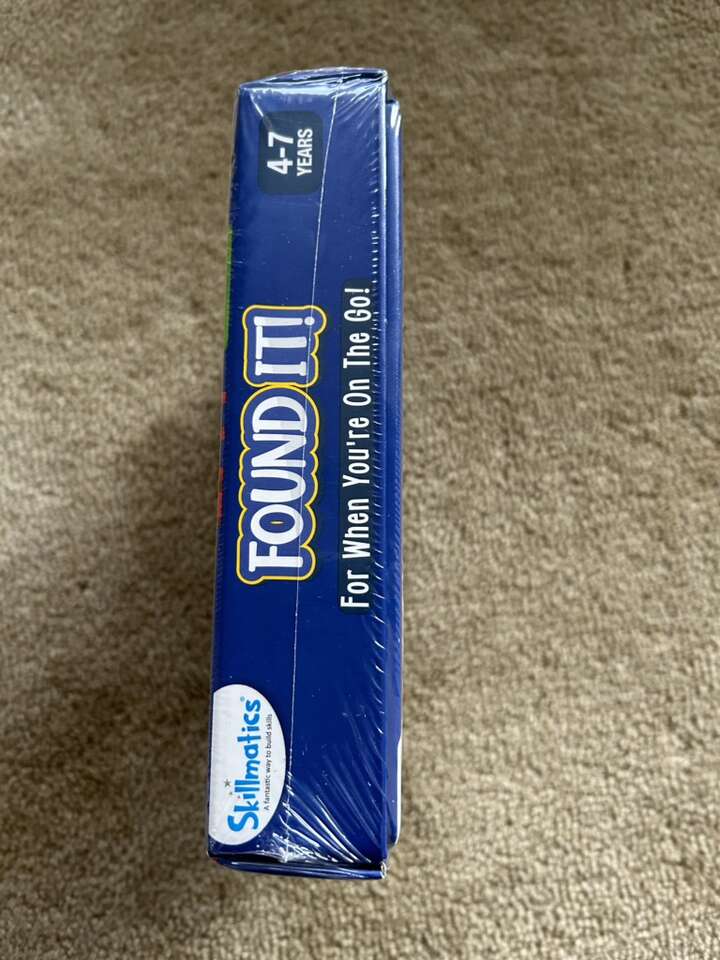 Skillmatics®
A fantastic way to build skills
FOUND IT!
For When You're On The Go!
4-7
YEARS